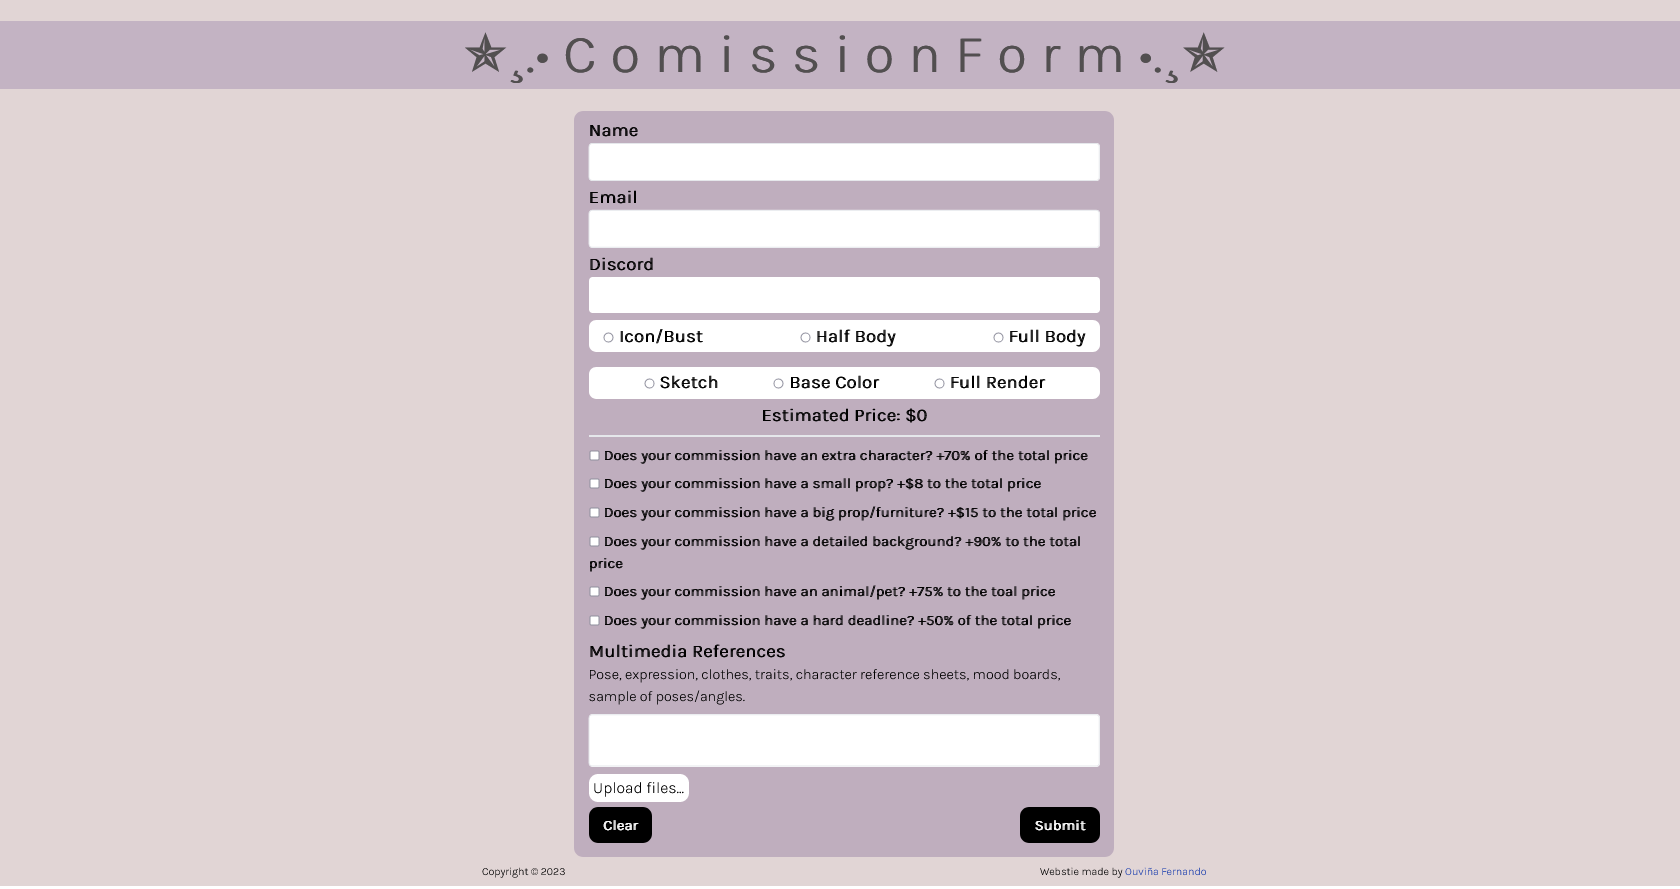 ✯¸.•ComissionForm•.¸✯
Name
Email
Discord
Icon/Bust Half Body Full Body
Sketch Base Color Full Render
Estimated Price: $0
Does your commission have an extra character? +70% of the total price
Does your commission have a small prop? +$8 to the total price
Does your commission have a big prop/furniture? +$15 to the total price
Does your commission have a detailed background? +90% to the total
price
Does your commission have an animal/pet? +75% to the toal price
Does your commission have a hard deadline? +50% of the total price
Multimedia References
Pose, expression, clothes, traits, character reference sheets, mood boards,
sample of poses/angles.
Upload files...
Clear Submit
Copyright © 2023 Webstie made by Ouviña Fernando